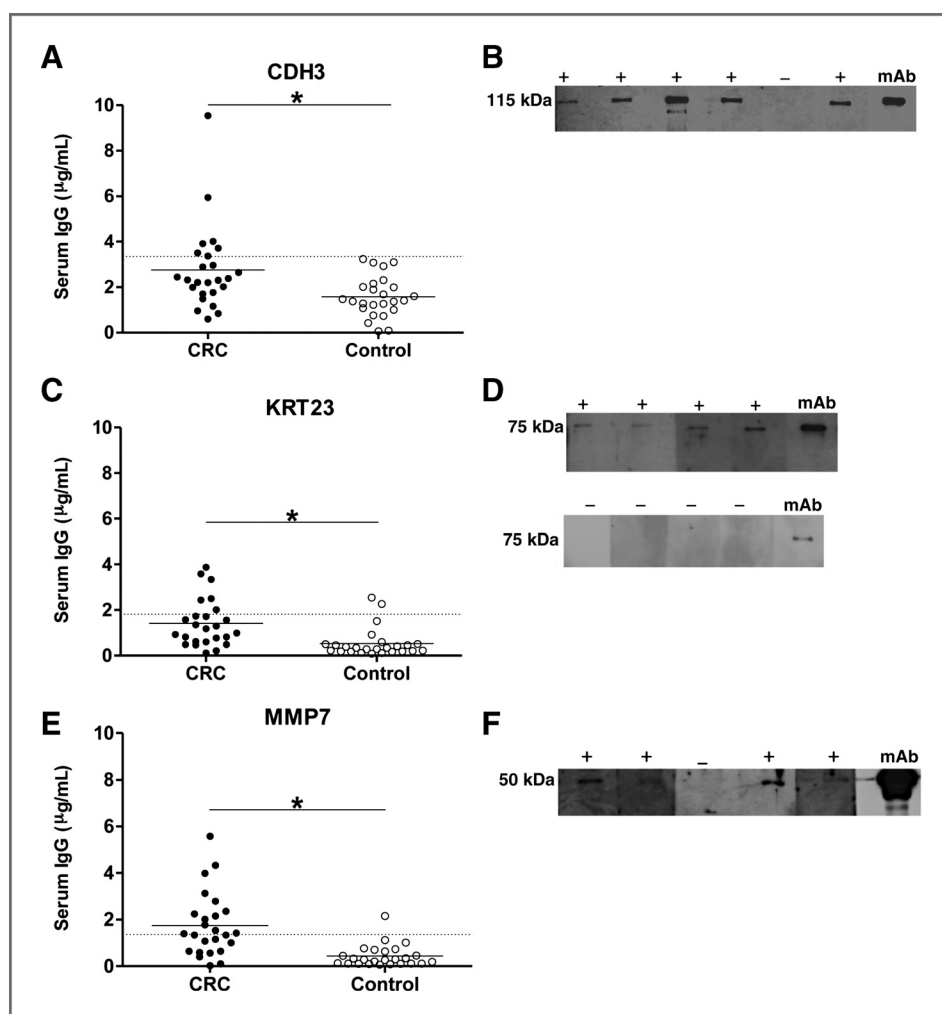 A
CDH3
*
10
8
6
4
2
0
Serum IgG (μg/mL)
CRC Control
B
+ + + + – + mAb
115 kDa
C
KRT23
*
10
8
6
4
2
0
Serum IgG (μg/mL)
CRC Control
D
+ + + + mAb
75 kDa
– – – – mAb
75 kDa
E
MMP7
*
10
8
6
4
2
0
Serum IgG (μg/mL)
CRC Control
F
+ + – + + mAb
50 kDa